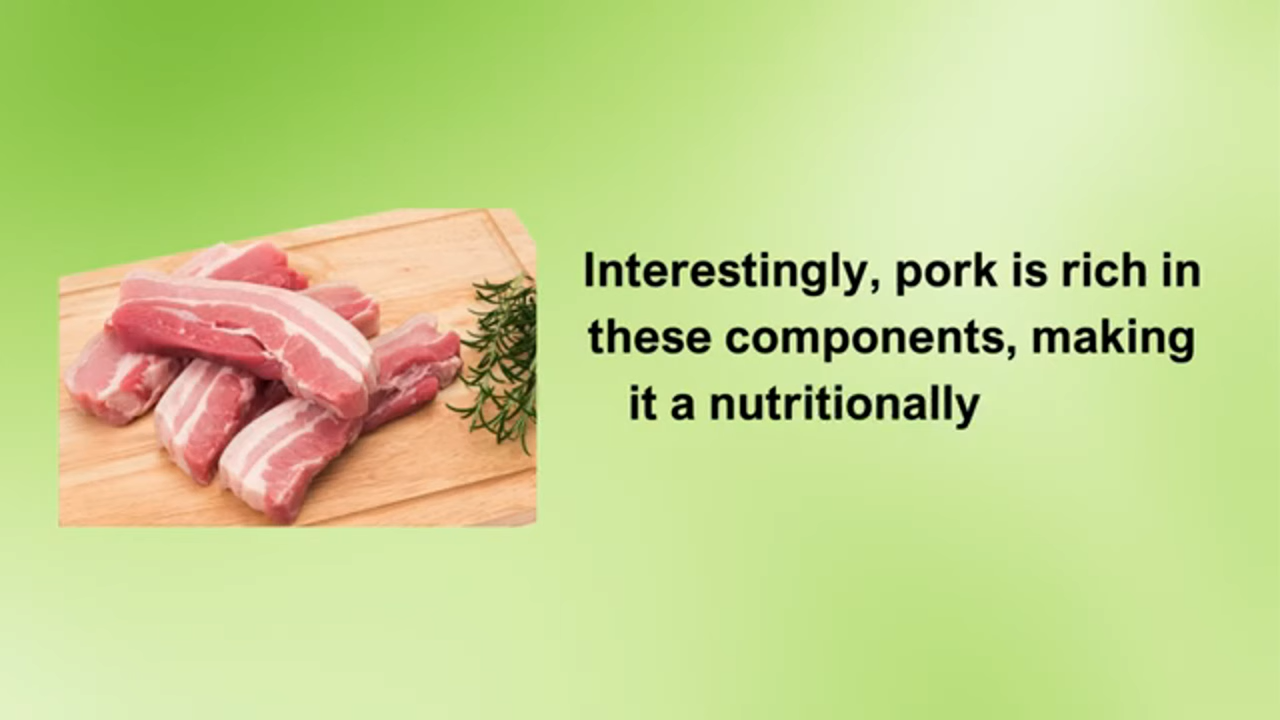 Interestingly, pork is rich in
these components, making
it a nutritionally